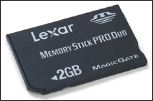 Lexar
MEMORY STICK PRO DUO
2GB
MAGICGATE